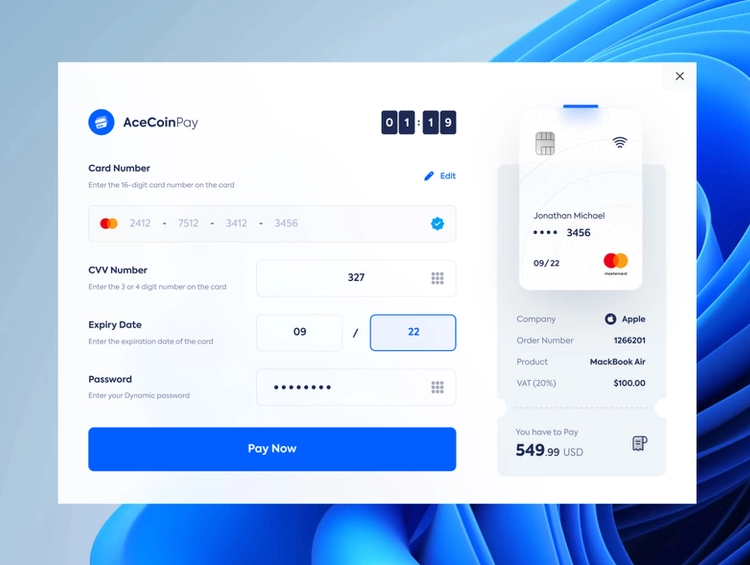 AceCoinPay
01:19
Card Number
Enter the 16-digit card number on the card
Edit
2412 - 7512 - 3412 - 3456
CVV Number
Enter the 3 or 4 digit number on the card
327
Expiry Date
Enter the expiration date of the card
09 / 22
Password
Enter your Dynamic password
••••••••
Pay Now
Jonathan Michael
•••• 3456
09/22
mastercard
Company Apple
Order Number 1266201
Product MackBook Air
VAT (20%) $100.00
You have to Pay
549.99 USD